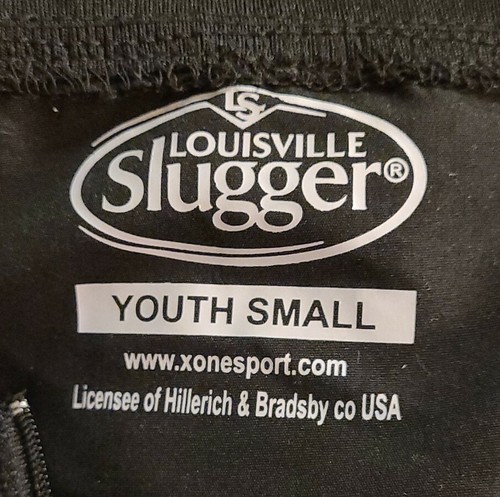 LS
LOUISVILLE
Slugger®
YOUTH SMALL
www.xonesport.com
Licensee of Hillerich & Bradsby co USA